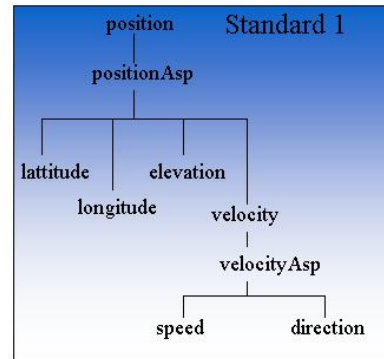 position Standard 1
positionAsp
lattitude elevation
longitude velocity
velocityAsp
speed direction